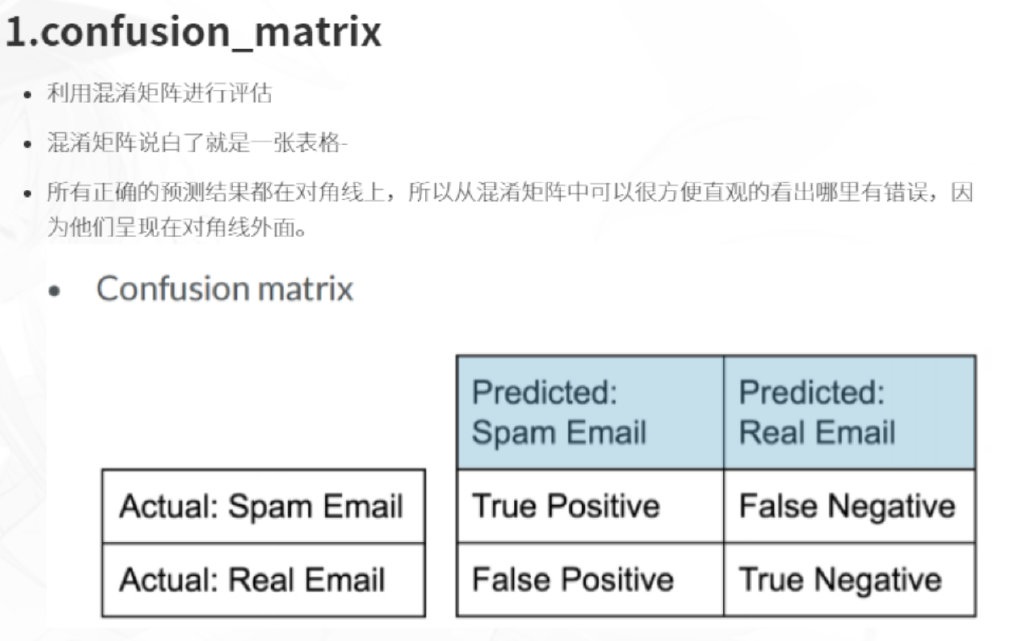 1.confusion_matrix
• 利用混淆矩阵进行评估
• 混淆矩阵说白了就是一张表格-
• 所有正确的预测结果都在对角线上，所以从混淆矩阵中可以很方便直观的看出哪里有错误，因
为他们呈现在对角线外面。
• Confusion matrix
Predicted: Predicted:
Spam Email Real Email
Actual: Spam Email True Positive False Negative
Actual: Real Email False Positive True Negative